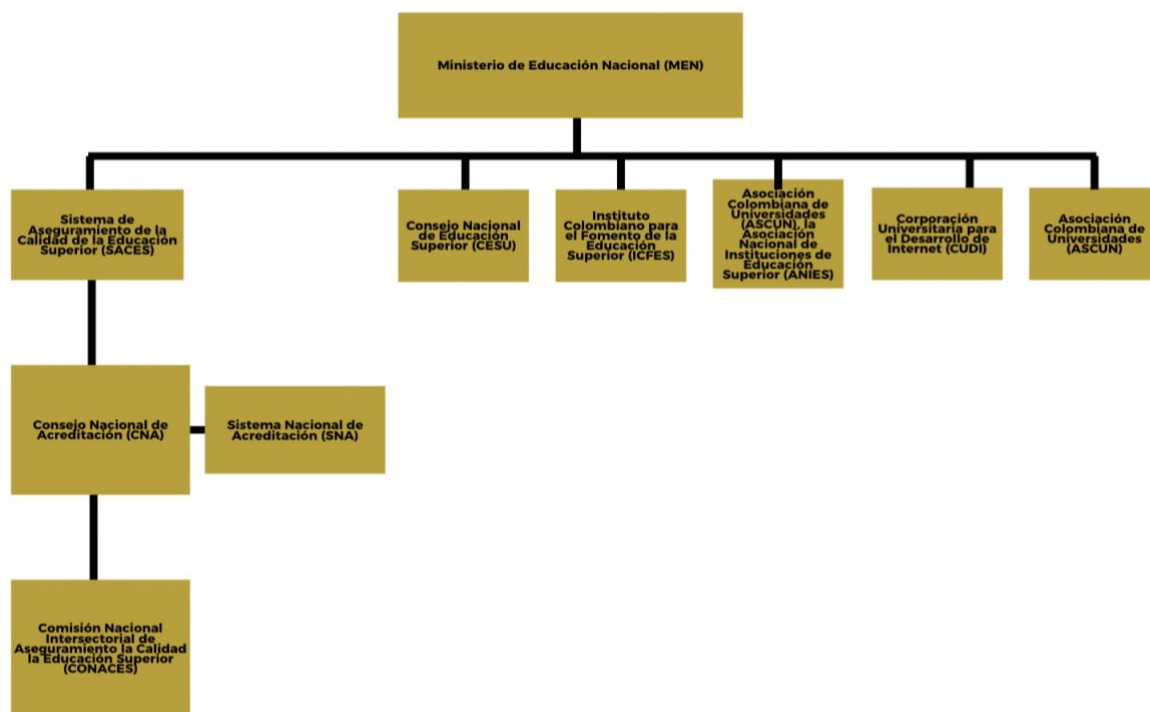 Ministerio de Educación Nacional (MEN)
Sistema de
Aseguramiento de la
Calidad de la Educación
Superior (SACES)
Consejo Nacional
de Educación
Superior (CESU)
Instituto
Colombiano para
el Fomento de la
Educación
Superior (ICFES)
Asociación
Colombiana de
Universidades
(ASCUN), la
Asociación
Nacional de
Instituciones de
Educación
Superior (ANIES)
Corporación
Universitaria para
el Desarrollo de
Internet (CUDI)
Asociación
Colombiana de
Universidades
(ASCUN)
Consejo Nacional de
Acreditación (CNA)
Sistema Nacional de
Acreditación (SNA)
Comisión Nacional
Intersectorial de
Aseguramiento la Calidad
la Educación Superior
(CONACES)